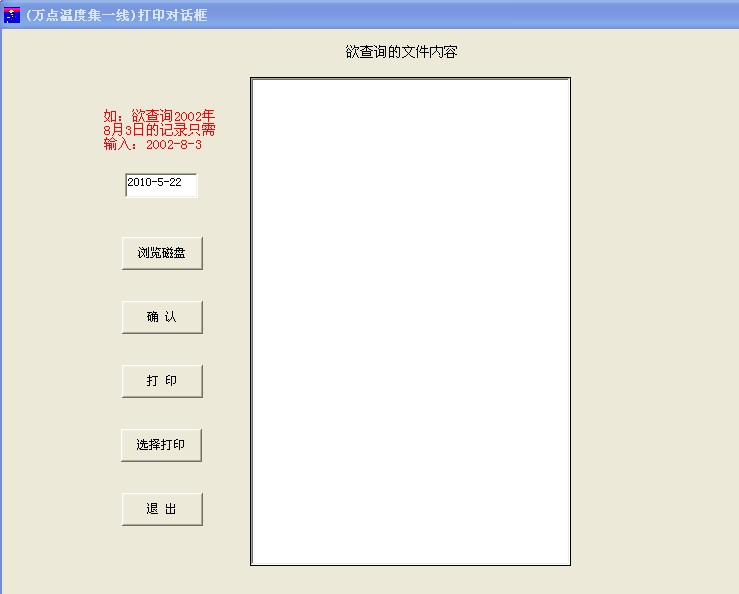 (万点温度集一线)打印对话框
欲查询的文件内容
如：欲查询2002年
8月3日的记录只需
输入：2002-8-3
2010-5-22
浏览磁盘
确 认
打 印
选择打印
退 出